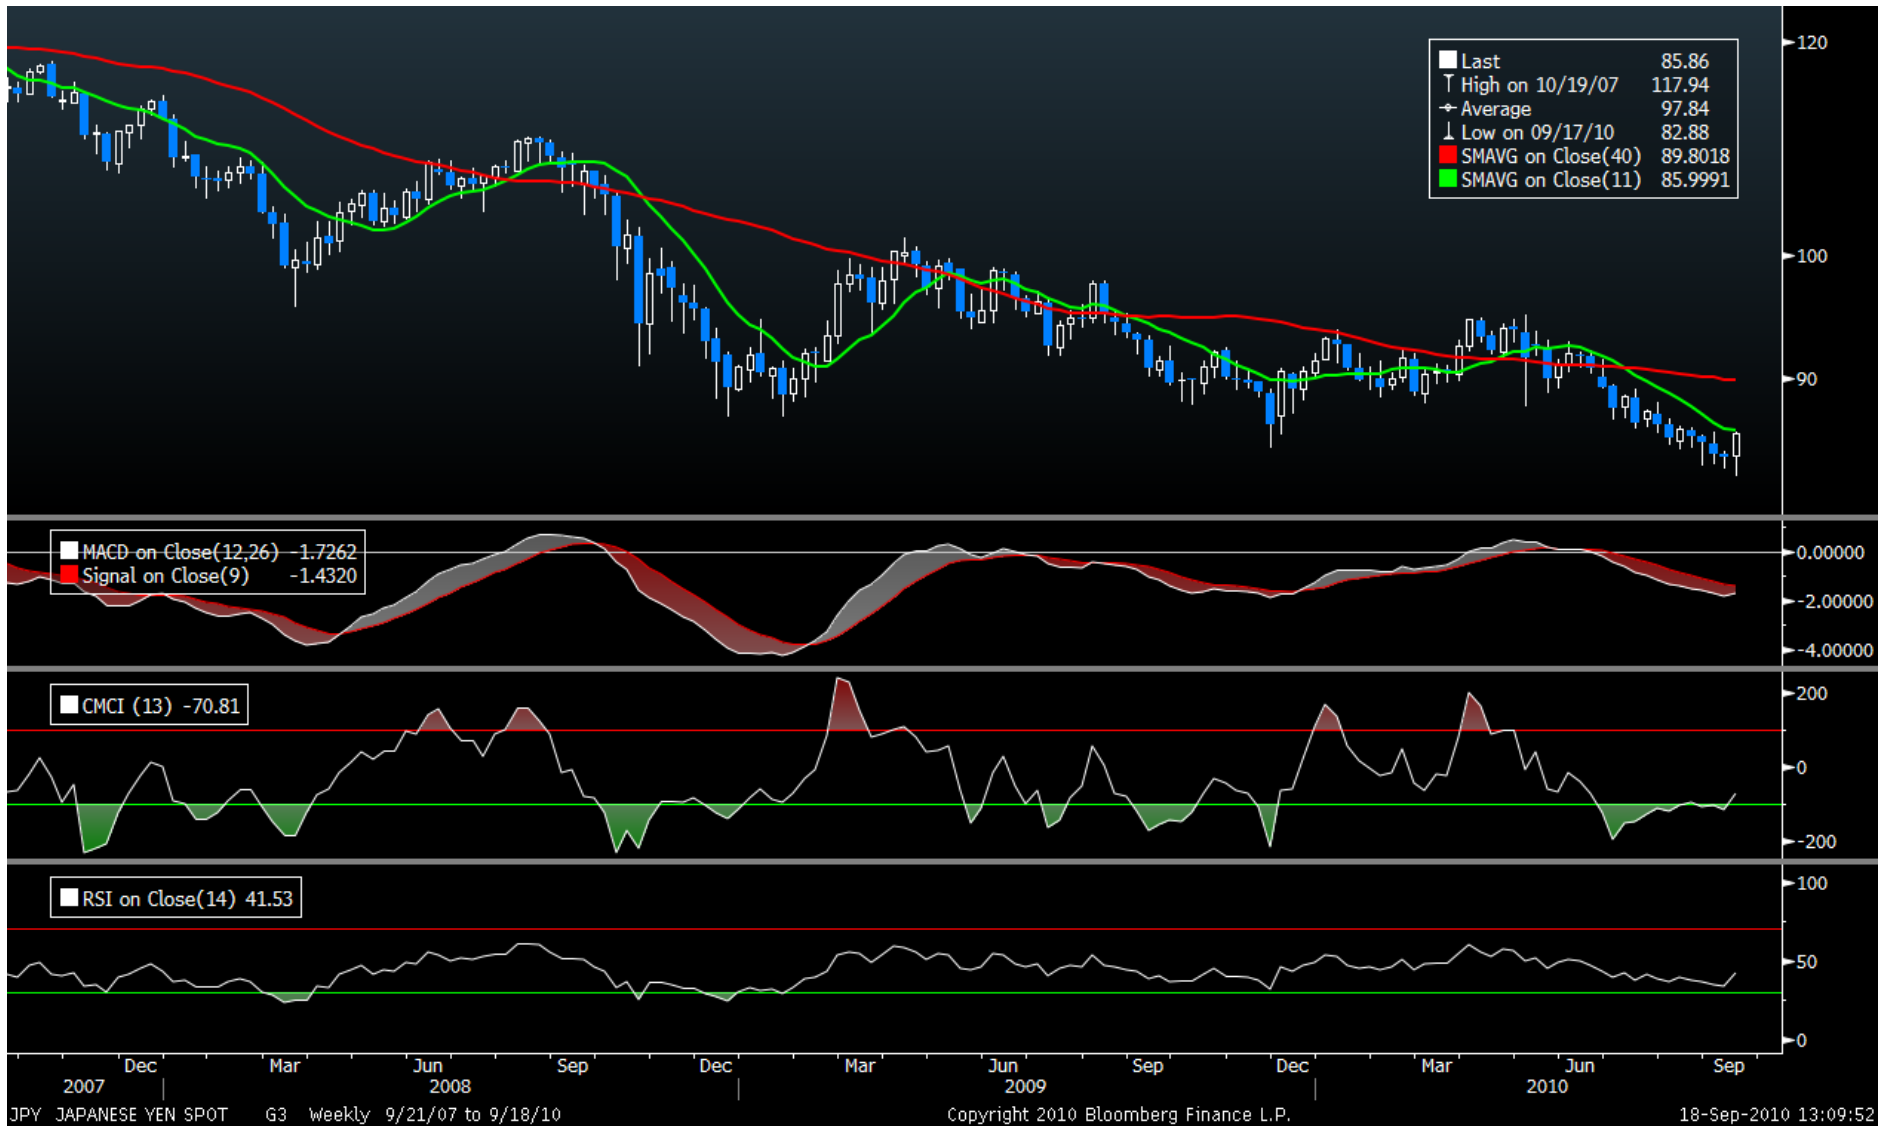 120
Last 85.86
High on 10/19/07 117.94
Average 97.84
Low on 09/17/10 82.88
SMAVG on Close(40) 89.8018
SMAVG on Close(11) 85.9991
100
90
MACD on Close(12,26) -1.7262
Signal on Close(9) -1.4320
0.00000
-2.00000
-4.00000
CMCI (13) -70.81
200
0
-200
RSI on Close(14) 41.53
100
50
0
Dec Mar Jun Sep Dec Mar Jun Sep Dec Mar Jun Sep
2007 2008 2009 2010
JPY JAPANESE YEN SPOT G3 Weekly 9/21/07 to 9/18/10 Copyright 2010 Bloomberg Finance L.P. 18-Sep-2010 13:09:52